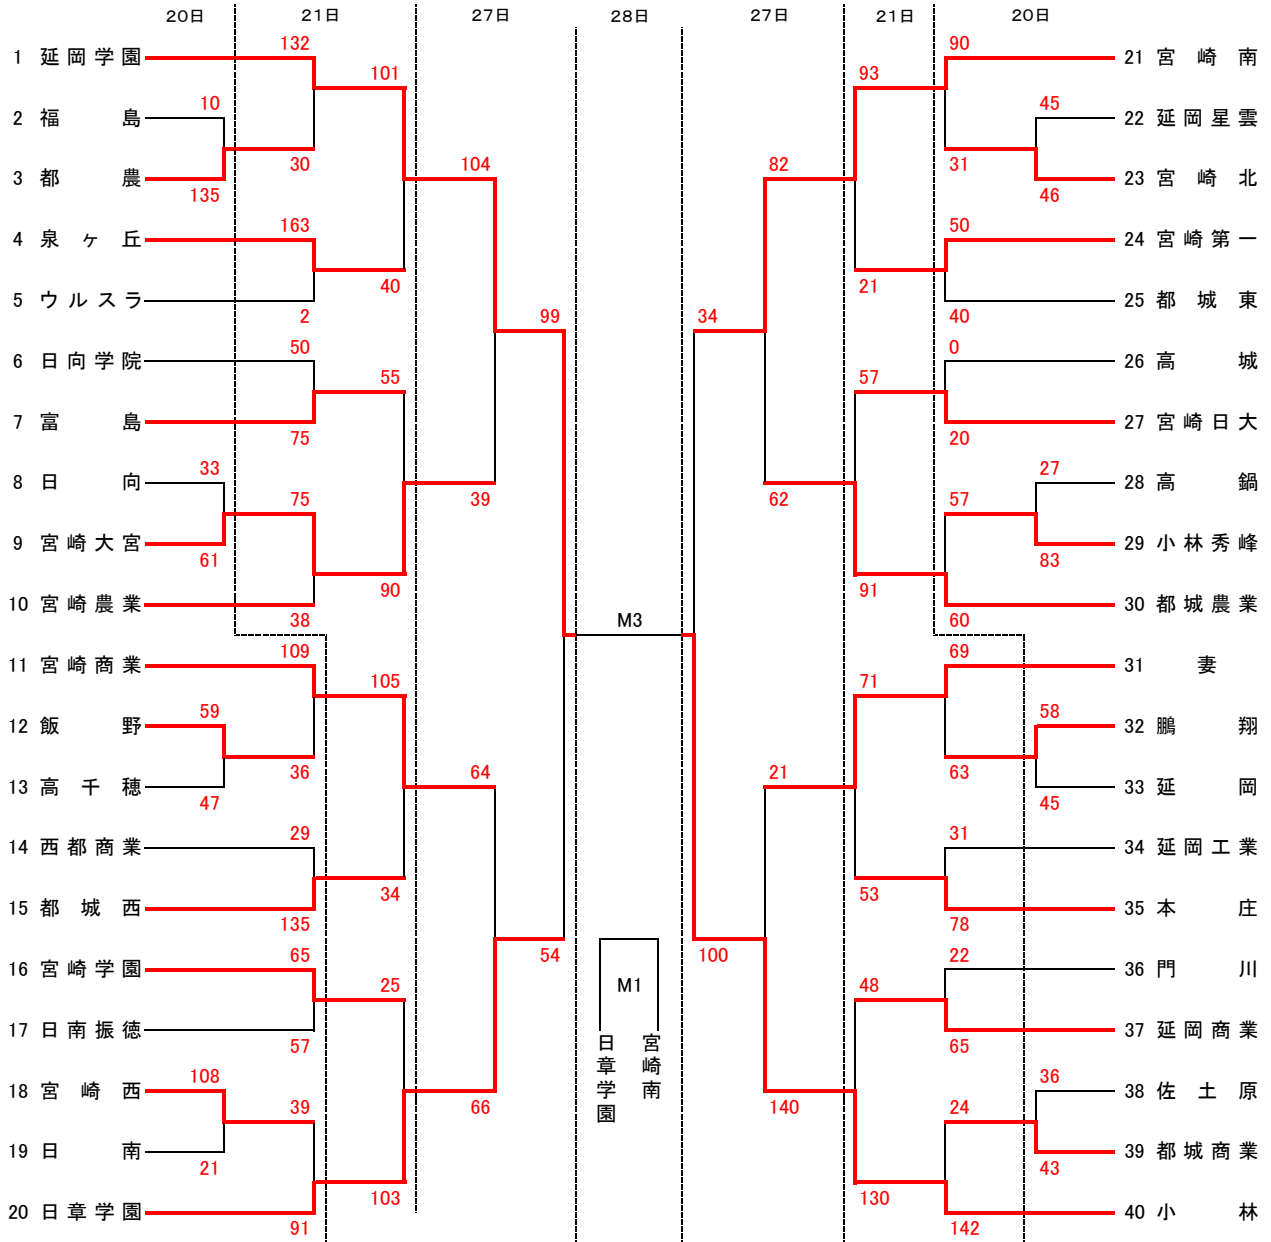 20日 21日 27日 28日 27日 21日 20日
132 90
1 延岡学園 21 宮崎南
101 93
10 45
2 福島 22 延岡星雲
30 104 82 31
3 都農 23 宮崎北
135 46
163 50
4 泉ヶ丘 24 宮崎第一
40 21
5 ウルスラ 25 都城東
2 99 34 40
50 0
6 日向学院 26 高城
55 57
7 富島 27 宮崎日大
75 20
33 27
8 日向 28 高鍋
75 39 62 57
9 宮崎大宮 29 小林秀峰
61 83
90 91
10 宮崎農業 30 都城農業
38 M3 60
109 69
11 宮崎商業 31 妻
105 71
59 58
12 飯野 32 鵬翔
36 64 21 63
13 高千穂 33 延岡
47 45
29 31
14 西都商業 34 延岡工業
34 53
15 都城西 35 本庄
135 78
65 54 100 22
16 宮崎学園 36 門川
25 M1 48
17 日南振徳 37 延岡商業
57 65
日章学園 宮崎南
108 36
18 宮崎西 38 佐土原
39 66 140 24
19 日南 39 都城商業
21 43
103 130
20 日章学園 40 小林
91 142